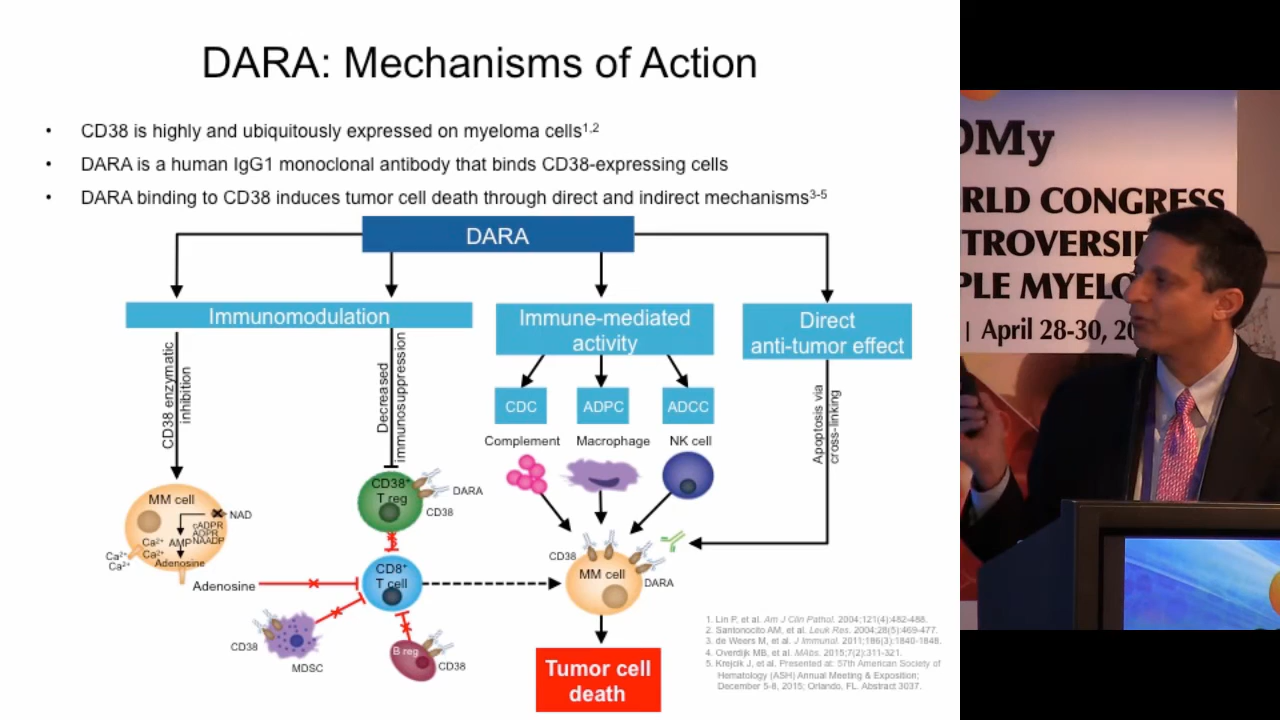 DARA: Mechanisms of Action
• CD38 is highly and ubiquitously expressed on myeloma cells1,2
• DARA is a human IgG1 monoclonal antibody that binds CD38-expressing cells
• DARA binding to CD38 induces tumor cell death through direct and indirect mechanisms3-5
DARA
Immunomodulation
Immune-mediated
activity
Direct
anti-tumor effect
CD38 enzymatic
inhibition
Decreased
immunosuppression
CDC
ADPC
ADCC
Apoptosis via
cross-linking
Complement
Macrophage
NK cell
MM cell
NAD
cADPR
ADPR
NAADP
AMP
Ca2+
Ca2+
Ca2+
Ca2+
Adenosine
Adenosine
CD38+
T reg
DARA
CD38
CD8+
T cell
CD38
MDSC
B reg
CD38
CD38
MM cell
DARA
Tumor cell
death
1. Lin P, et al. Am J Clin Pathol. 2004;121(4):482-488.
2. Santonocito AM, et al. Leuk Res. 2004;28(5):469-477.
3. de Weers M, et al. J Immunol. 2011;186(3):1840-1848.
4. Overdijk MB, et al. MAbs. 2015;7(2):311-321.
5. Krejcik J, et al. Presented at: 57th American Society of
Hematology (ASH) Annual Meeting & Exposition;
December 5-8, 2015; Orlando, FL. Abstract 3037.
OMy
RLD CONGRESS
TROVERSIE
PLE MYELO
| April 28-30, 20